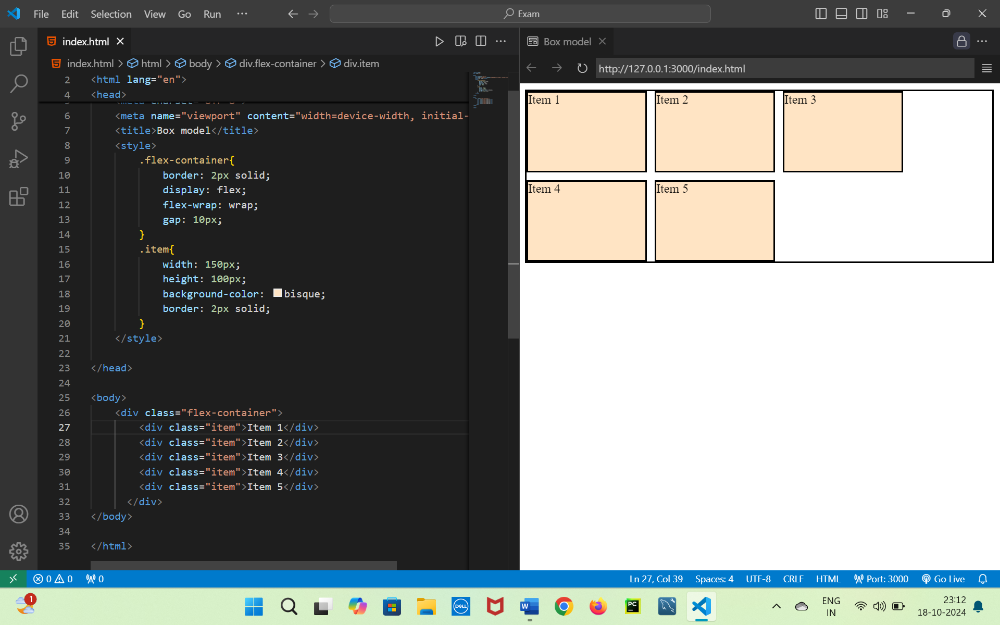 File Edit Selection View Go Run ···
Exam
index.html
index.html > html > body > div.flex-container > div.item
2 <html lang="en">
4 <head>
6 <meta name="viewport" content="width=device-width, initial-
7 <title>Box model</title>
8 <style>
9 .flex-container{
10 border: 2px solid;
11 display: flex;
12 flex-wrap: wrap;
13 gap: 10px;
14 }
15 .item{
16 width: 150px;
17 height: 100px;
18 background-color: bisque;
19 border: 2px solid;
20 }
21 </style>
22
23 </head>
24
25 <body>
26 <div class="flex-container">
27 <div class="item">Item 1</div>
28 <div class="item">Item 2</div>
29 <div class="item">Item 3</div>
30 <div class="item">Item 4</div>
31 <div class="item">Item 5</div>
32 </div>
33 </body>
34
35 </html>
Box model
http://127.0.0.1:3000/index.html
Item 1 Item 2 Item 3
Item 4 Item 5
0 0 0 Ln 27, Col 39 Spaces: 4 UTF-8 CRLF HTML Port: 3000 Go Live
1
DELL
W
PC
ENG
IN
23:12
18-10-2024